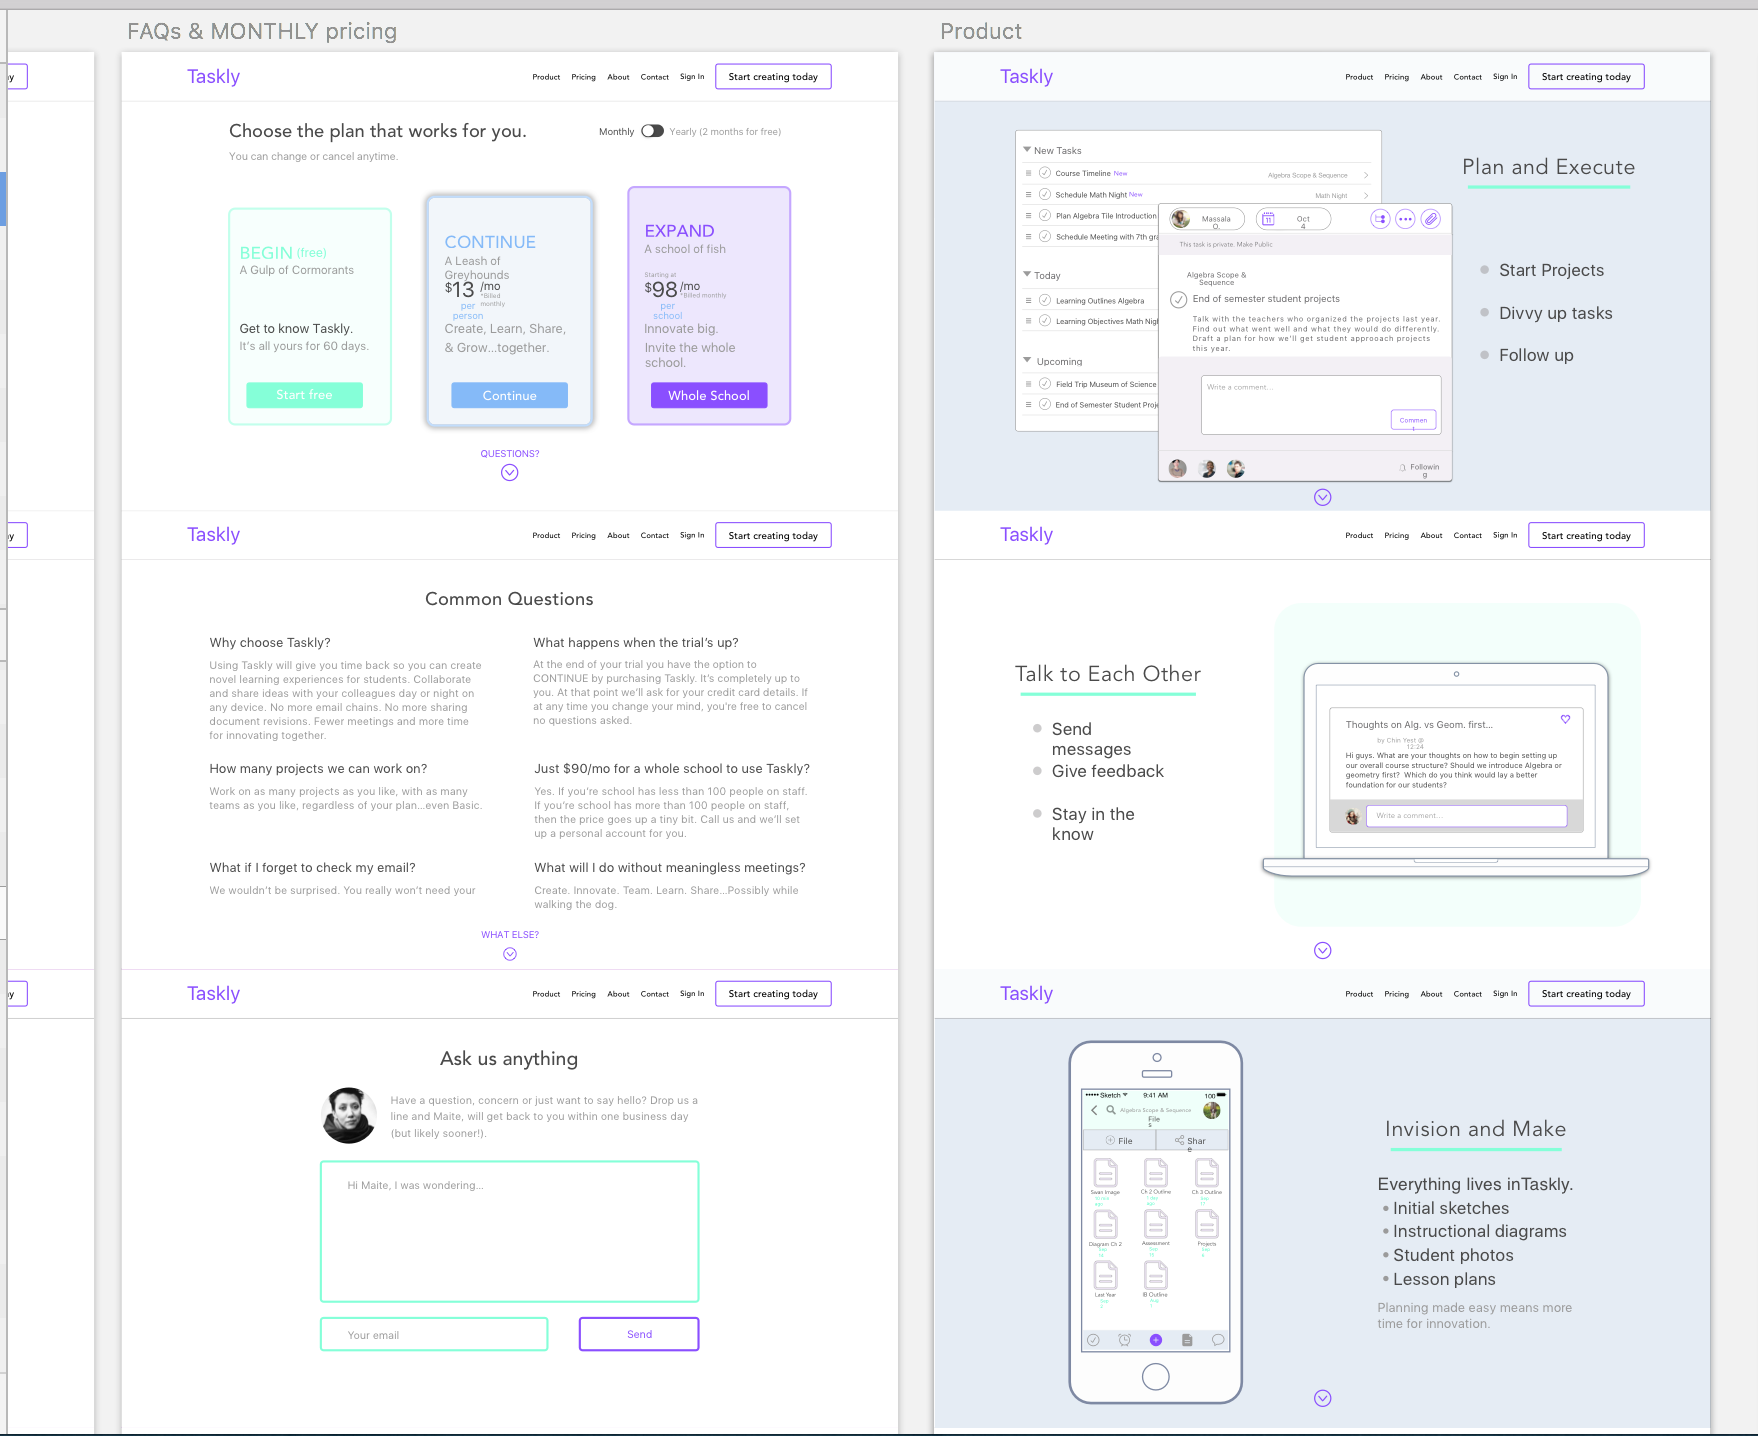 FAQs & MONTHLY pricing
Taskly
Product Pricing About Contact Sign In Start creating today
Choose the plan that works for you.
Monthly Yearly (2 months for free)
You can change or cancel anytime.
BEGIN (free)
A Gulp of Cormorants
Get to know Taskly.
It's all yours for 60 days.
Start free
CONTINUE
A Leash of
Greyhounds
$13 /mo
*Billed
monthly
per
person
Create, Learn, Share,
& Grow...together.
Continue
EXPAND
A school of fish
Starting at
$98 /mo
*Billed monthly
per
school
Innovate big.
Invite the whole
school.
Whole School
QUESTIONS?
Taskly
Product Pricing About Contact Sign In Start creating today
Common Questions
Why choose Taskly?
Using Taskly will give you time back so you can create
novel learning experiences for students. Collaborate
and share ideas with your colleagues day or night on
any device. No more email chains. No more sharing
document revisions. Fewer meetings and more time
for innovating together.
What happens when the trial's up?
At the end of your trial you have the option to
CONTINUE by purchasing Taskly. It's completely up to
you. At that point we'll ask for your credit card details. If
at any time you change your mind, you're free to cancel
no questions asked.
How many projects we can work on?
Work on as many projects as you like, with as many
teams as you like, regardless of your plan...even Basic.
Just $90/mo for a whole school to use Taskly?
Yes. If you're school has less than 100 people on staff.
If you're school has more than 100 people on staff,
then the price goes up a tiny bit. Call us and we'll set
up a personal account for you.
What if I forget to check my email?
We wouldn't be surprised. You really won't need your
What will I do without meaningless meetings?
Create. Innovate. Team. Learn. Share...Possibly while
walking the dog.
WHAT ELSE?
Taskly
Product Pricing About Contact Sign In Start creating today
Ask us anything
Have a question, concern or just want to say hello? Drop us a
line and Maite, will get back to you within one business day
(but likely sooner!).
Hi Maite, I was wondering...
Your email
Send
Product
Taskly
Product Pricing About Contact Sign In Start creating today
New Tasks
Course Timeline New Algebra Scope & Sequence
Schedule Math Night New Math Night
Plan Algebra Tile Introduction
Schedule Meeting with 7th gra
Today
Learning Outlines Algebra
Learning Objectives Math Nigh
Upcoming
Field Trip Museum of Science
End of Semester Student Proje
Massala
O.
11
Oct
4
This task is private. Make Public
Algebra Scope &
Sequence
End of semester student projects
Talk with the teachers who organized the projects last year.
Find out what went well and what they would do differently.
Draft a plan for how we'll get student approoach projects
this year.
Write a comment...
Commen
t
Followin
g
Plan and Execute
Start Projects
Divvy up tasks
Follow up
Taskly
Product Pricing About Contact Sign In Start creating today
Talk to Each Other
Send
messages
Give feedback
Stay in the
know
Thoughts on Alg. vs Geom. first...
by Chin Yest @
12:24
Hi guys. What are your thoughts on how to begin setting up
our overall course structure? Should we introduce Algebra or
geometry first? Which do you think would lay a better
foundation for our students?
Write a comment...
Taskly
Product Pricing About Contact Sign In Start creating today
Sketch 9:41 AM 100
Algebra Scope & Sequence
File
s
File
Shar
e
Swan Image
Ch 2 Outline
Ch 3 Outline
Diagram Ch 2
Assessment
Projects
Last Year
IB Outline
Invision and Make
Everything lives inTaskly.
Initial sketches
Instructional diagrams
Student photos
Lesson plans
Planning made easy means more
time for innovation.